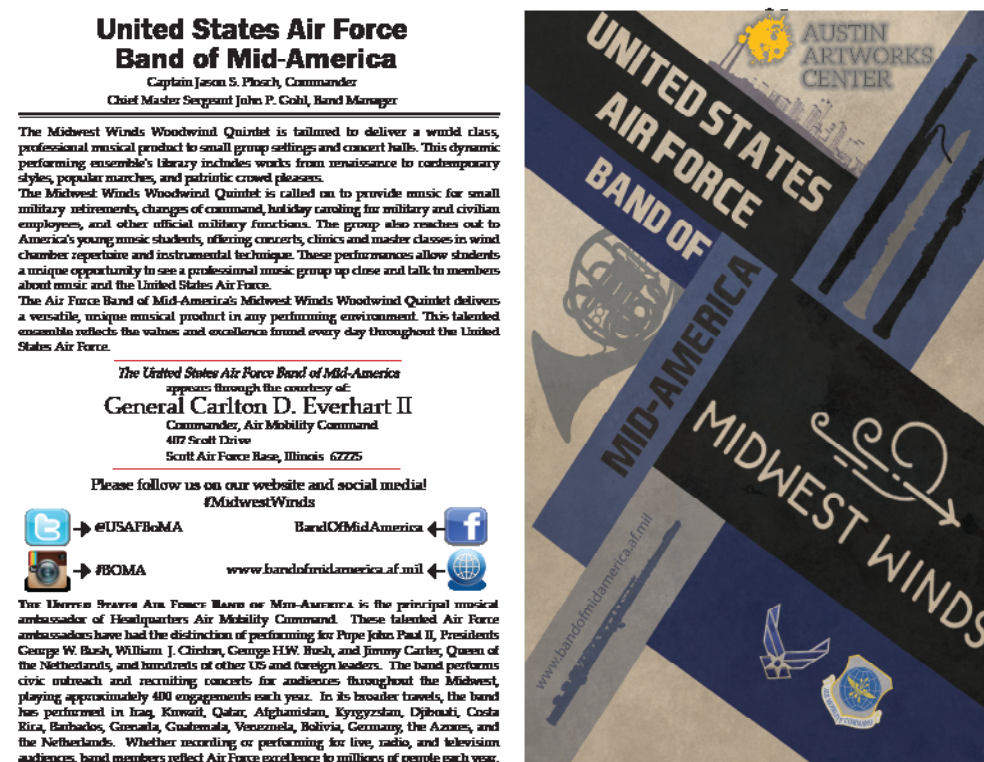 United States Air Force
Band of Mid-America
Captain Jason S. Plosch, Commander
Chief Master Sergeant John P. Gohl, Band Manager
The Midwest Winds Woodwind Quintet is tailored to deliver a world class,
professional musical product to small group settings and concert halls. This dynamic
performing ensemble's library includes works from renaissance to contemporary
styles, popular marches, and patriotic crowd pleasers.
The Midwest Winds Woodwind Quintet is called on to provide music for small
military retirements, changes of command, holiday caroling for military and civilian
employees, and other official military functions. The group also reaches out to
America's young music students, offering concerts, clinics and master classes in wind
chamber repertoire and instrumental technique. These performances allow students
a unique opportunity to see a professional music group up close and talk to members
about music and the United States Air Force.
The Air Force Band of Mid-America's Midwest Winds Woodwind Quintet delivers
a versatile, unique musical product in any performing environment. This talented
ensemble reflects the values and excellence found every day throughout the United
States Air Force.
The United States Air Force Band of Mid-America
appears through the courtesy of:
General Carlton D. Everhart II
Commander, Air Mobility Command
402 Scott Drive
Scott Air Force Base, Illinois 62225
Please follow us on our website and social media!
#MidwestWinds
@USAFBoMA
BandOfMidAmerica
#BOMA
www.bandofmidamerica.af.mil
The United States Air Force Band of Mid-America is the principal musical
ambassador of Headquarters Air Mobility Command. These talented Air Force
ambassadors have had the distinction of performing for Pope John Paul II, Presidents
George W. Bush, William J. Clinton, George H.W. Bush, and Jimmy Carter, Queen of
the Netherlands, and hundreds of other US and foreign leaders. The band performs
civic outreach and recruiting concerts for audiences throughout the Midwest,
playing approximately 400 engagements each year. In its broader travels, the band
has performed in Iraq, Kuwait, Qatar, Afghanistan, Kyrgyzstan, Djibouti, Costa
Rica, Barbados, Grenada, Guatemala, Venezuela, Bolivia, Germany, the Azores, and
the Netherlands. Whether recording or performing for live, radio, and television
audiences, band members reflect Air Force excellence to millions of people each year.
AUSTIN
ARTWORKS
CENTER
UNITED STATES
AIR FORCE
BAND OF
MID-AMERICA
MIDWEST WINDS
www.bandofmidamerica.af.mil
AIR MOBILITY COMMAND